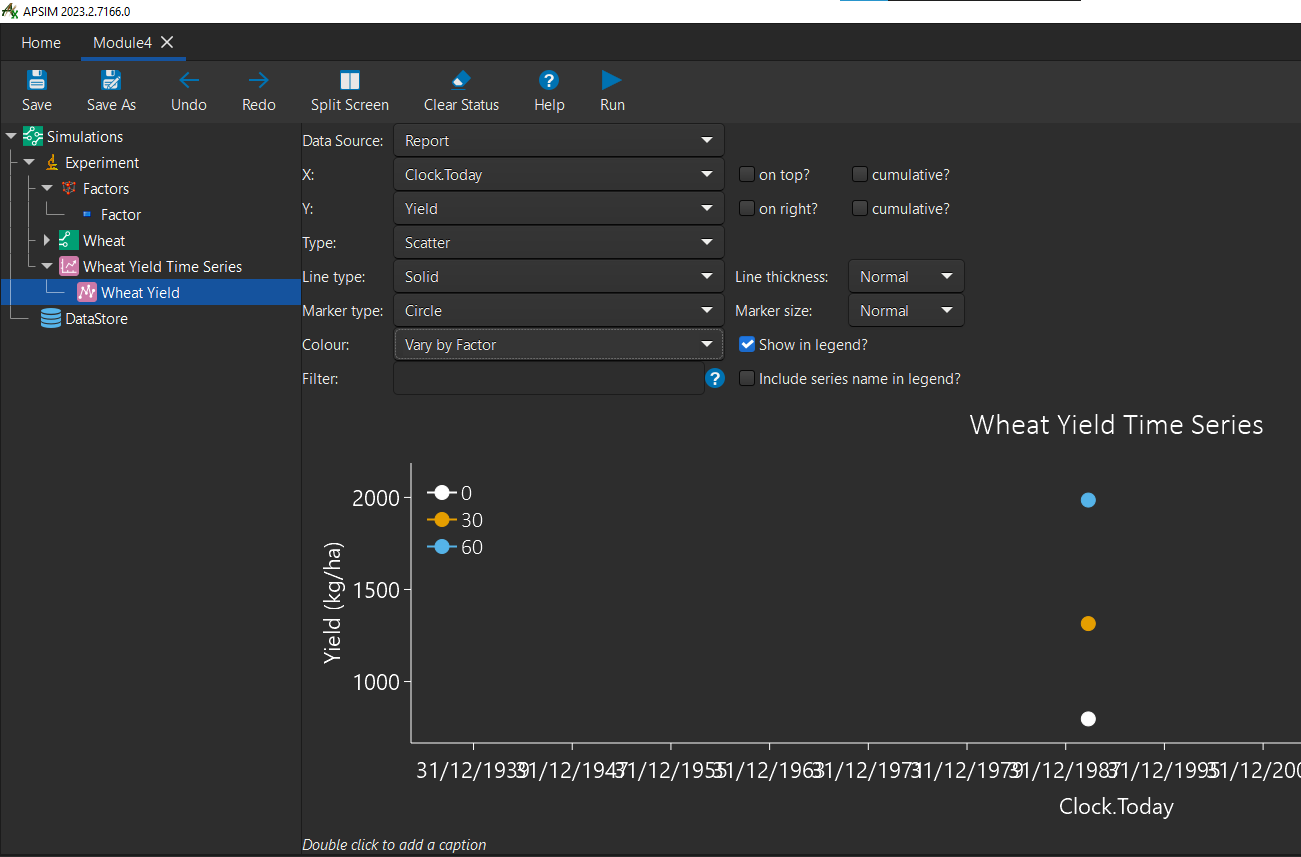 APSIM 2023.2.7166.0
Home Module4
Save Save As Undo Redo Split Screen Clear Status Help Run
Simulations
Experiment
Factors
Factor
Wheat
Wheat Yield Time Series
Wheat Yield
DataStore
Data Source: Report
X: Clock.Today on top? cumulative?
Y: Yield on right? cumulative?
Type: Scatter
Line type: Solid Line thickness: Normal
Marker type: Circle Marker size: Normal
Colour: Vary by Factor Show in legend?
Filter: ? Include series name in legend?
Wheat Yield Time Series
0
30
60
2000
1500
1000
Yield (kg/ha)
31/12/1939 31/12/1947 31/12/1955 31/12/1963 31/12/1971 31/12/1979 31/12/1987 31/12/1995
Clock.Today
Double click to add a caption